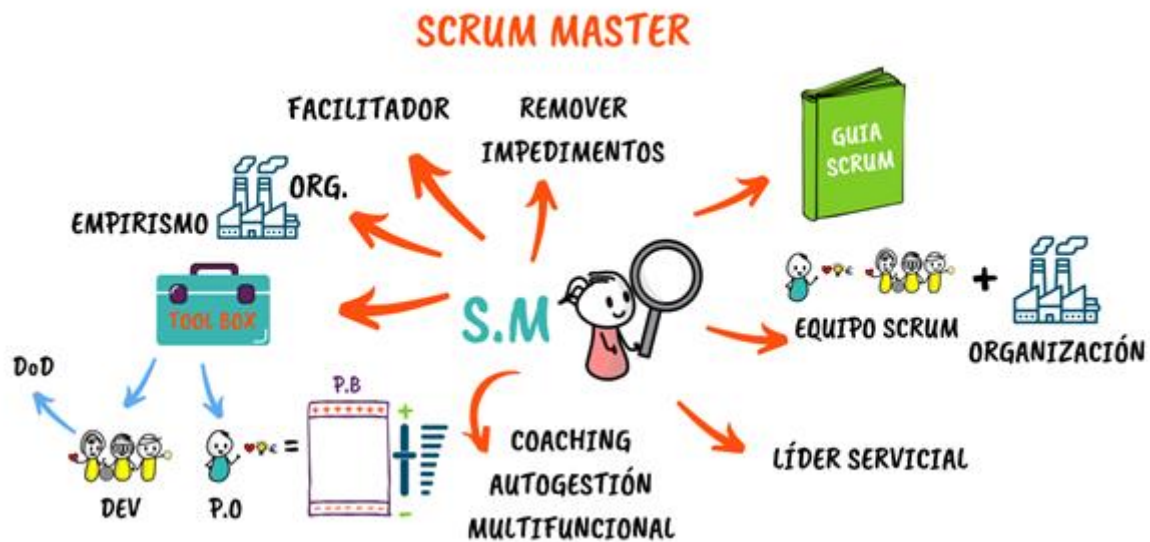 SCRUM MASTER
FACILITADOR
REMOVER
IMPEDIMENTOS
GUIA
SCRUM
ORG.
EMPIRISMO
TOOL BOX
S.M
EQUIPO SCRUM
+
ORGANIZACIÓN
DoD
P.B
+
€ =
-
DEV
P.O
COACHING
AUTOGESTIÓN
MULTIFUNCIONAL
LÍDER SERVICIAL